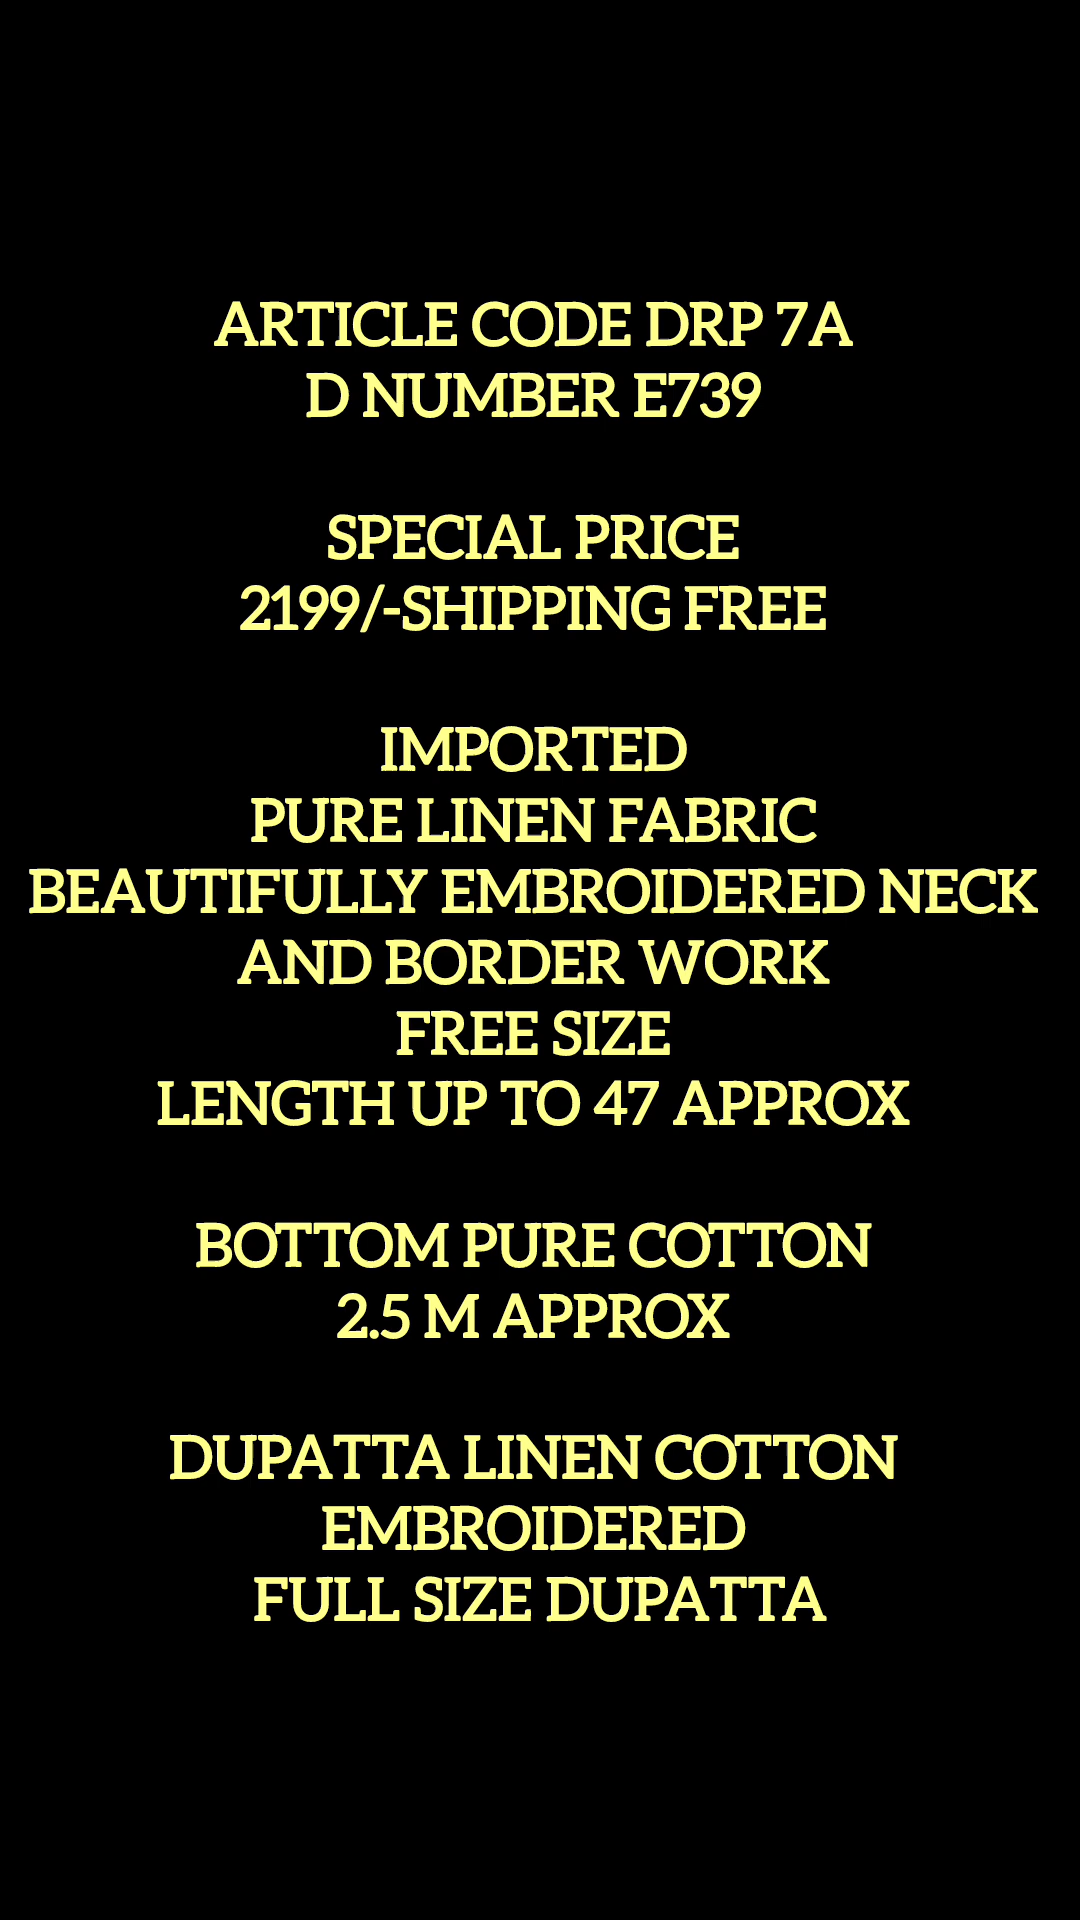 ARTICLE CODE DRP 7A
D NUMBER E739
SPECIAL PRICE
2199/-SHIPPING FREE
IMPORTED
PURE LINEN FABRIC
BEAUTIFULLY EMBROIDERED NECK
AND BORDER WORK
FREE SIZE
LENGTH UP TO 47 APPROX
BOTTOM PURE COTTON
2.5 M APPROX
DUPATTA LINEN COTTON
EMBROIDERED
FULL SIZE DUPATTA